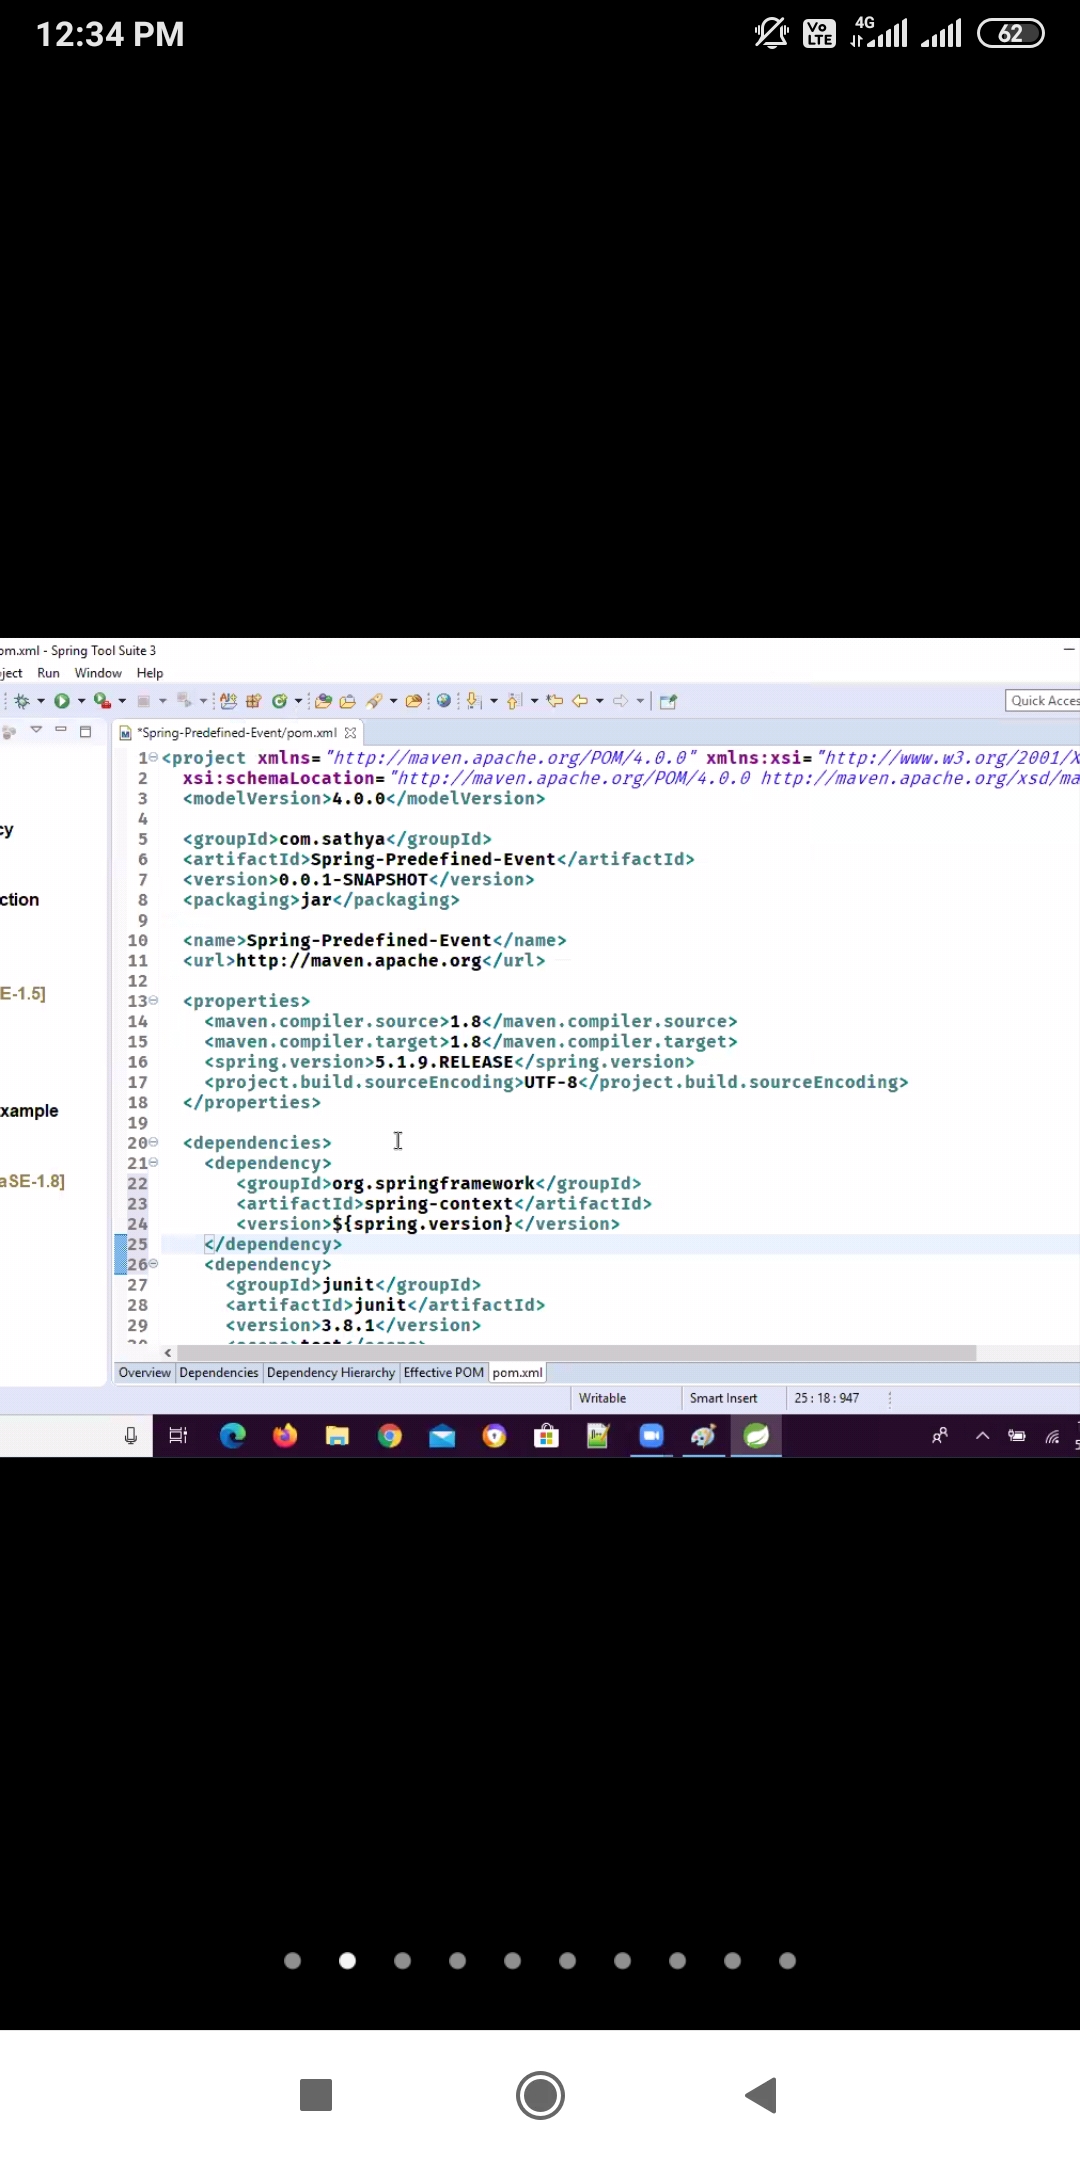 12:34 PM
Vo
LTE
4G
62
om.xml - Spring Tool Suite 3
ject Run Window Help
Quick Acces
*Spring-Predefined-Event/pom.xml
1 <project xmlns="http://maven.apache.org/POM/4.0.0" xmlns:xsi="http://www.w3.org/2001/X
2 xsi:schemaLocation="http://maven.apache.org/POM/4.0.0 http://maven.apache.org/xsd/ma
3 <modelVersion>4.0.0</modelVersion>
4
cy
5 <groupId>com.sathya</groupId>
6 <artifactId>Spring-Predefined-Event</artifactId>
7 <version>0.0.1-SNAPSHOT</version>
ction
8 <packaging>jar</packaging>
9
10 <name>Spring-Predefined-Event</name>
11 <url>http://maven.apache.org</url>
12
E-1.5]
13 <properties>
14 <maven.compiler.source>1.8</maven.compiler.source>
15 <maven.compiler.target>1.8</maven.compiler.target>
16 <spring.version>5.1.9.RELEASE</spring.version>
17 <project.build.sourceEncoding>UTF-8</project.build.sourceEncoding>
18 </properties>
xample
19
20 <dependencies>
21 <dependency>
aSE-1.8]
22 <groupId>org.springframework</groupId>
23 <artifactId>spring-context</artifactId>
24 <version>${spring.version}</version>
25 </dependency>
26 <dependency>
27 <groupId>junit</groupId>
28 <artifactId>junit</artifactId>
29 <version>3.8.1</version>
Overview Dependencies Dependency Hierarchy Effective POM pom.xml
Writable Smart Insert 25 : 18 : 947